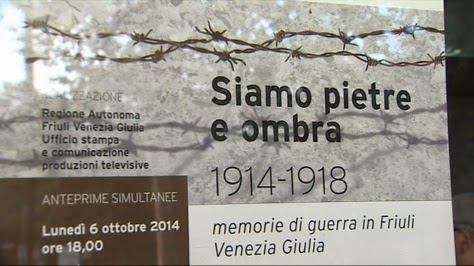 Siamo pietre
e ombra
1914-1918
memorie di guerra in Friuli
Venezia Giulia
Regione Autonoma
Friuli Venezia Giulia
Ufficio stampa
e comunicazione
produzioni televisive
ANTEPRIME SIMULTANEE
Lunedì 6 ottobre 2014
ore 18,00